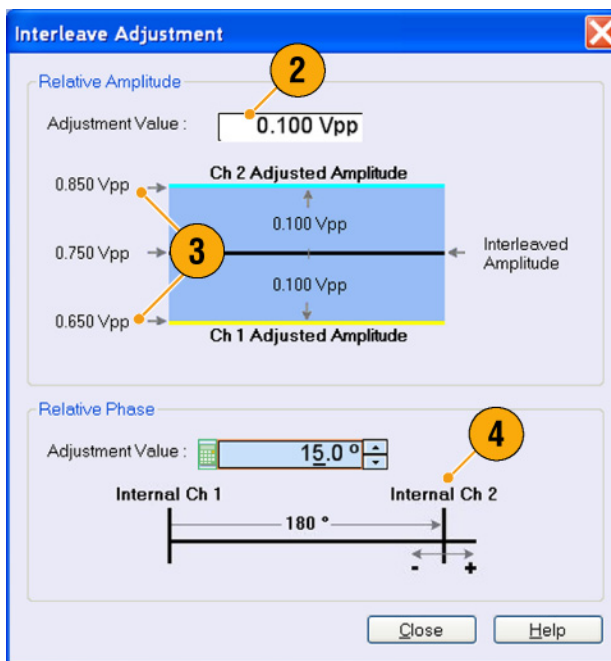 Interleave Adjustment
Relative Amplitude
2
Adjustment Value : 0.100 Vpp
0.850 Vpp
Ch 2 Adjusted Amplitude
0.100 Vpp
3
0.750 Vpp
Interleaved
Amplitude
0.100 Vpp
0.650 Vpp
Ch 1 Adjusted Amplitude
Relative Phase
4
Adjustment Value : 15.0 º
Internal Ch 1 Internal Ch 2
180 º
- +
Close Help